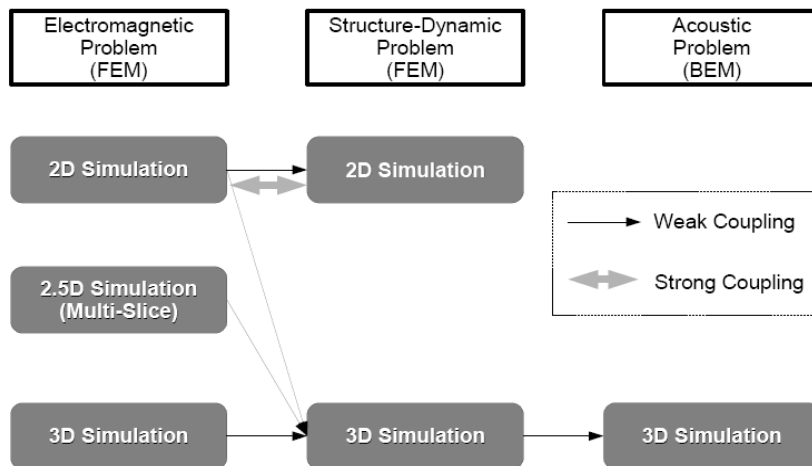 Electromagnetic
Problem
(FEM)
Structure-Dynamic
Problem
(FEM)
Acoustic
Problem
(BEM)
2D Simulation
2D Simulation
Weak Coupling
Strong Coupling
2.5D Simulation
(Multi-Slice)
3D Simulation
3D Simulation
3D Simulation